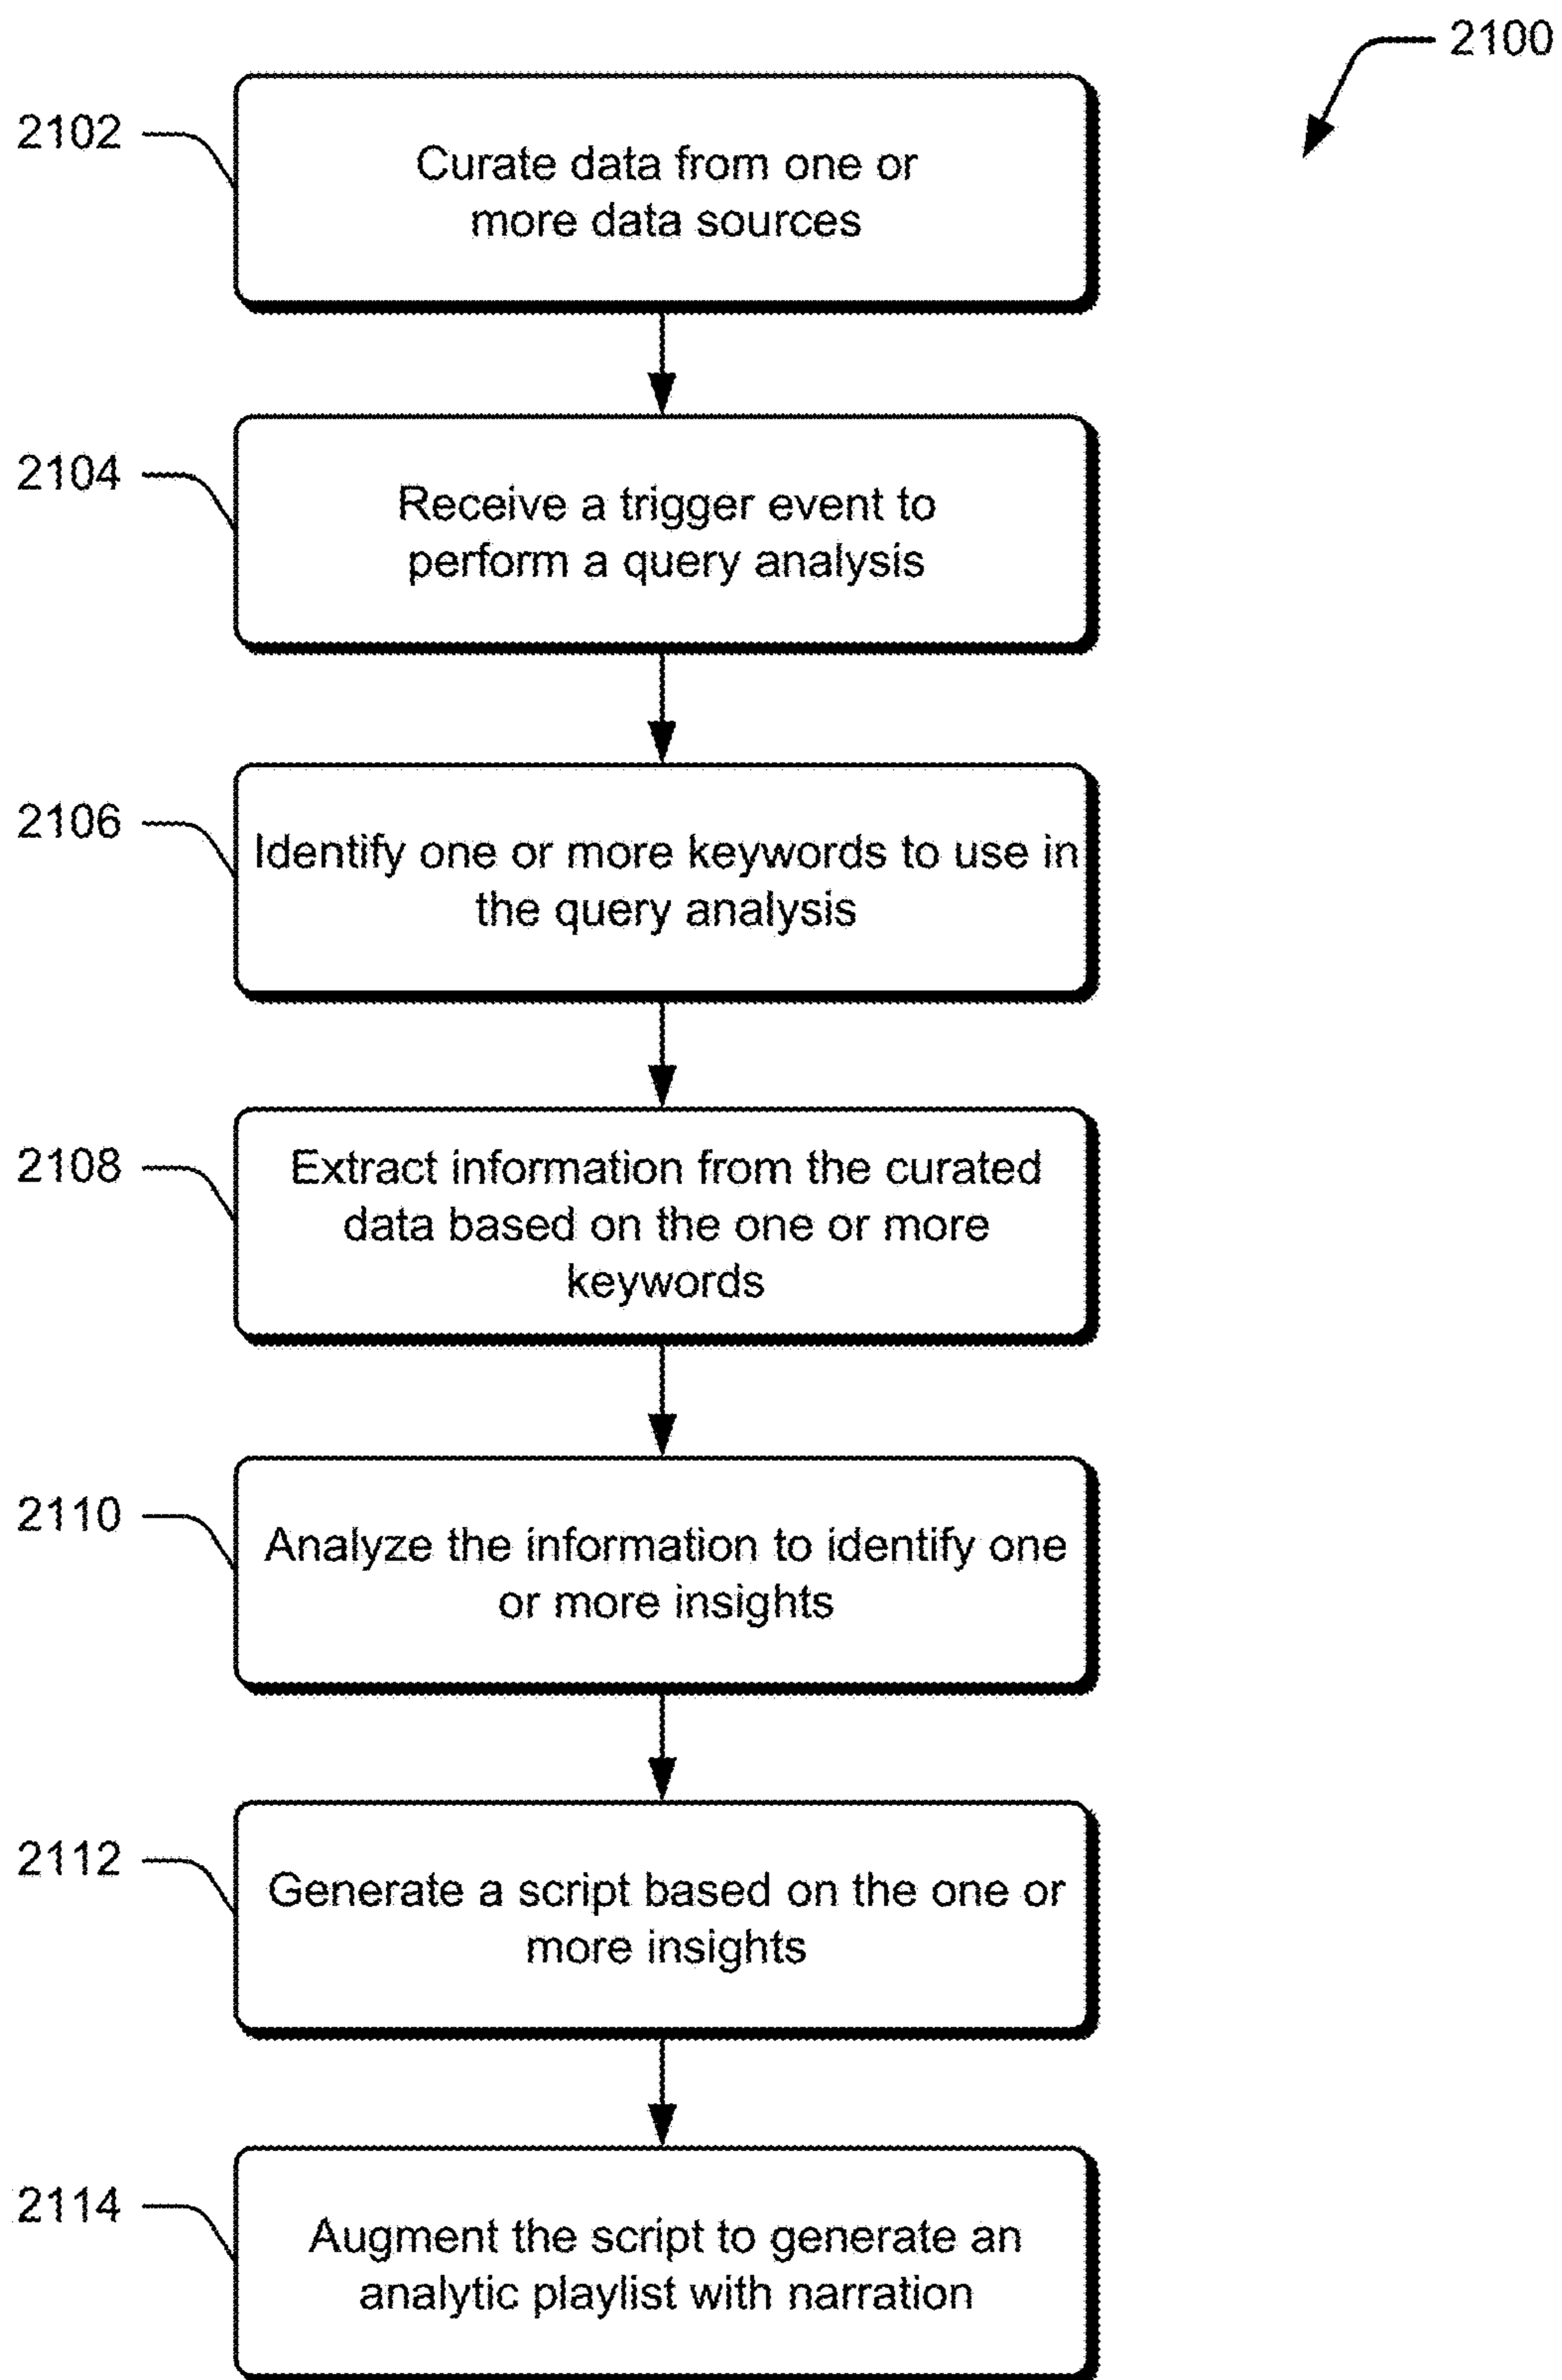 2100
2102
Curate data from one or
more data sources
2104
Receive a trigger event to
perform a query analysis
2106
Identify one or more keywords to use in
the query analysis
2108
Extract information from the curated
data based on the one or more
keywords
2110
Analyze the information to identify one
or more insights
2112
Generate a script based on the one or
more insights
2114
Augment the script to generate an
analytic playlist with narration